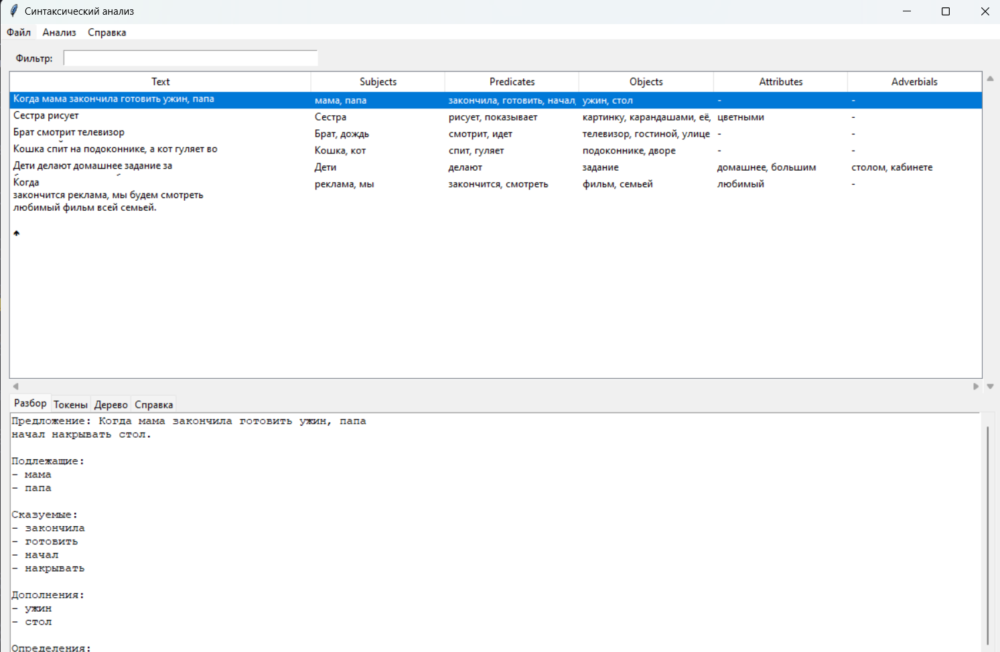 Синтаксический анализ
Файл Анализ Справка
Фильтр:
Text Subjects Predicates Objects Attributes Adverbials
Когда мама закончила готовить ужин, папа мама, папа закончила, готовить, начал, ужин, стол - -
Сестра рисует Сестра рисует, показывает картинку, карандашами, её, цветными -
Брат смотрит телевизор Брат, дождь смотрит, идет телевизор, гостиной, улице - -
Кошка спит на подоконнике, а кот гуляет во Кошка, кот спит, гуляет подоконнике, дворе - -
Дети делают домашнее задание за Дети делают задание домашнее, большим столом, кабинете
Когда реклама, мы закончится, смотреть фильм, семьей любимый -
закончится реклама, мы будем смотреть
любимый фильм всей семьей.
Разбор Токены Дерево Справка
Предложение: Когда мама закончила готовить ужин, папа
начал накрывать стол.
Подлежащие:
- мама
- папа
Сказуемые:
- закончила
- готовить
- начал
- накрывать
Дополнения:
- ужин
- стол
Определения: